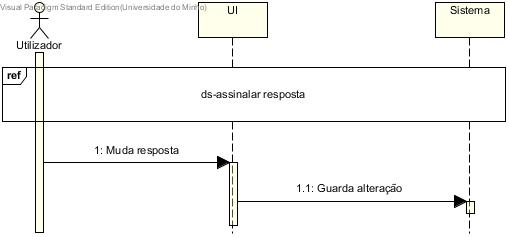 Visual Paradigm Standard Edition(Universidade do Minho)
UI
Sistema
Utilizador
ref
ds-assinalar resposta
1: Muda resposta
1.1: Guarda alteração